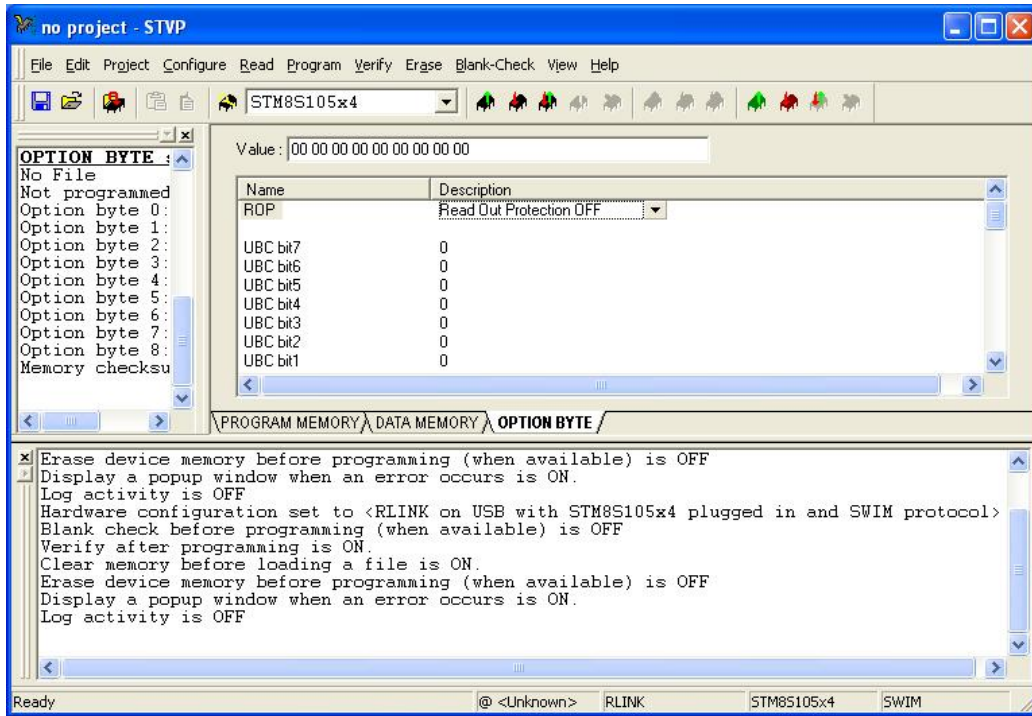 no project - STVP
File Edit Project Configure Read Program Verify Erase Blank-Check View Help
STM8S105x4
OPTION BYTE :
No File
Not programmed
Option byte 0:
Option byte 1:
Option byte 2:
Option byte 3:
Option byte 4:
Option byte 5:
Option byte 6:
Option byte 7:
Option byte 8:
Memory checksu
Value : 00 00 00 00 00 00 00 00 00
Name Description
ROP Read Out Protection OFF
UBC bit7 0
UBC bit6 0
UBC bit5 0
UBC bit4 0
UBC bit3 0
UBC bit2 0
UBC bit1 0
PROGRAM MEMORY DATA MEMORY OPTION BYTE
Erase device memory before programming (when available) is OFF
Display a popup window when an error occurs is ON.
Log activity is OFF
Hardware configuration set to <RLINK on USB with STM8S105x4 plugged in and SWIM protocol>
Blank check before programming (when available) is OFF
Verify after programming is ON.
Clear memory before loading a file is ON.
Erase device memory before programming (when available) is OFF
Display a popup window when an error occurs is ON.
Log activity is OFF
Ready @ <Unknown> RLINK STM8S105x4 SWIM